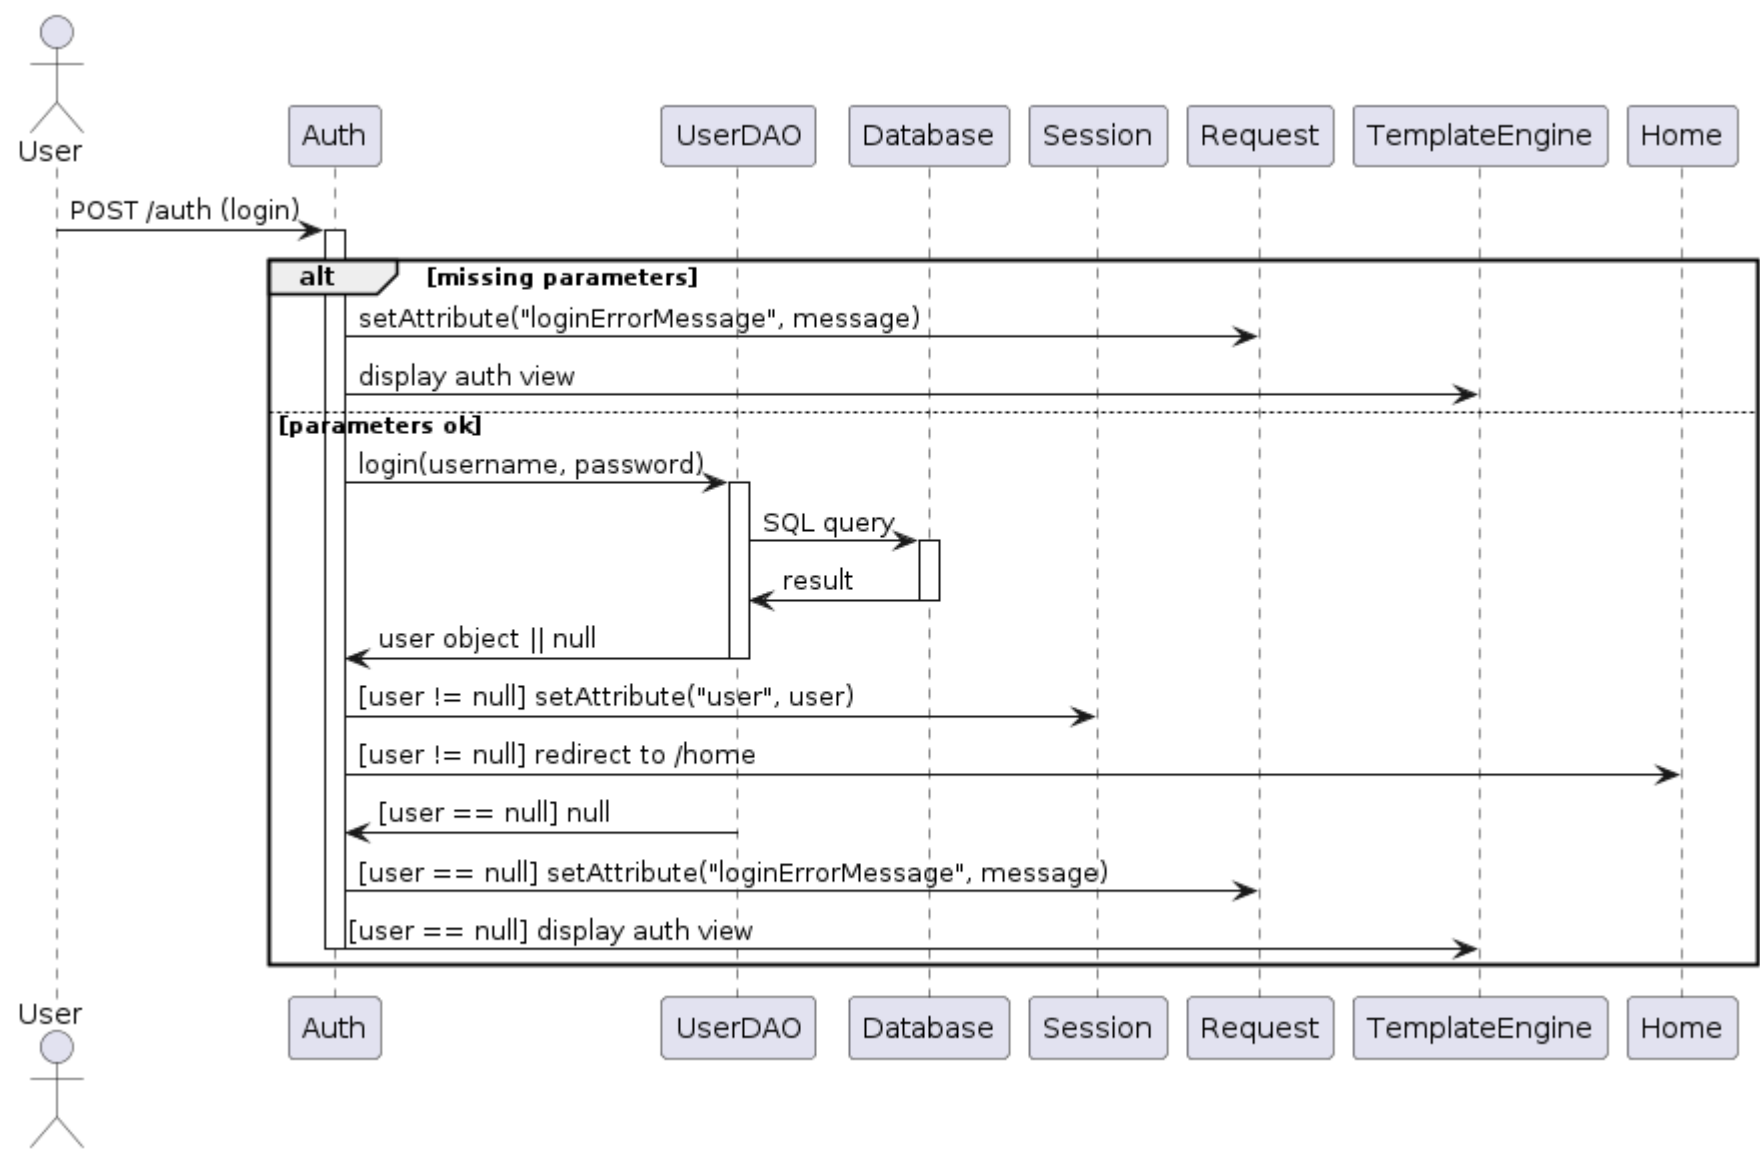 User
Auth
UserDAO
Database
Session
Request
TemplateEngine
Home
POST /auth (login)
alt
[missing parameters]
setAttribute("loginErrorMessage", message)
display auth view
[parameters ok]
login(username, password)
SQL query
result
user object || null
[user != null] setAttribute("user", user)
[user != null] redirect to /home
[user == null] null
[user == null] setAttribute("loginErrorMessage", message)
[user == null] display auth view
User
Auth
UserDAO
Database
Session
Request
TemplateEngine
Home